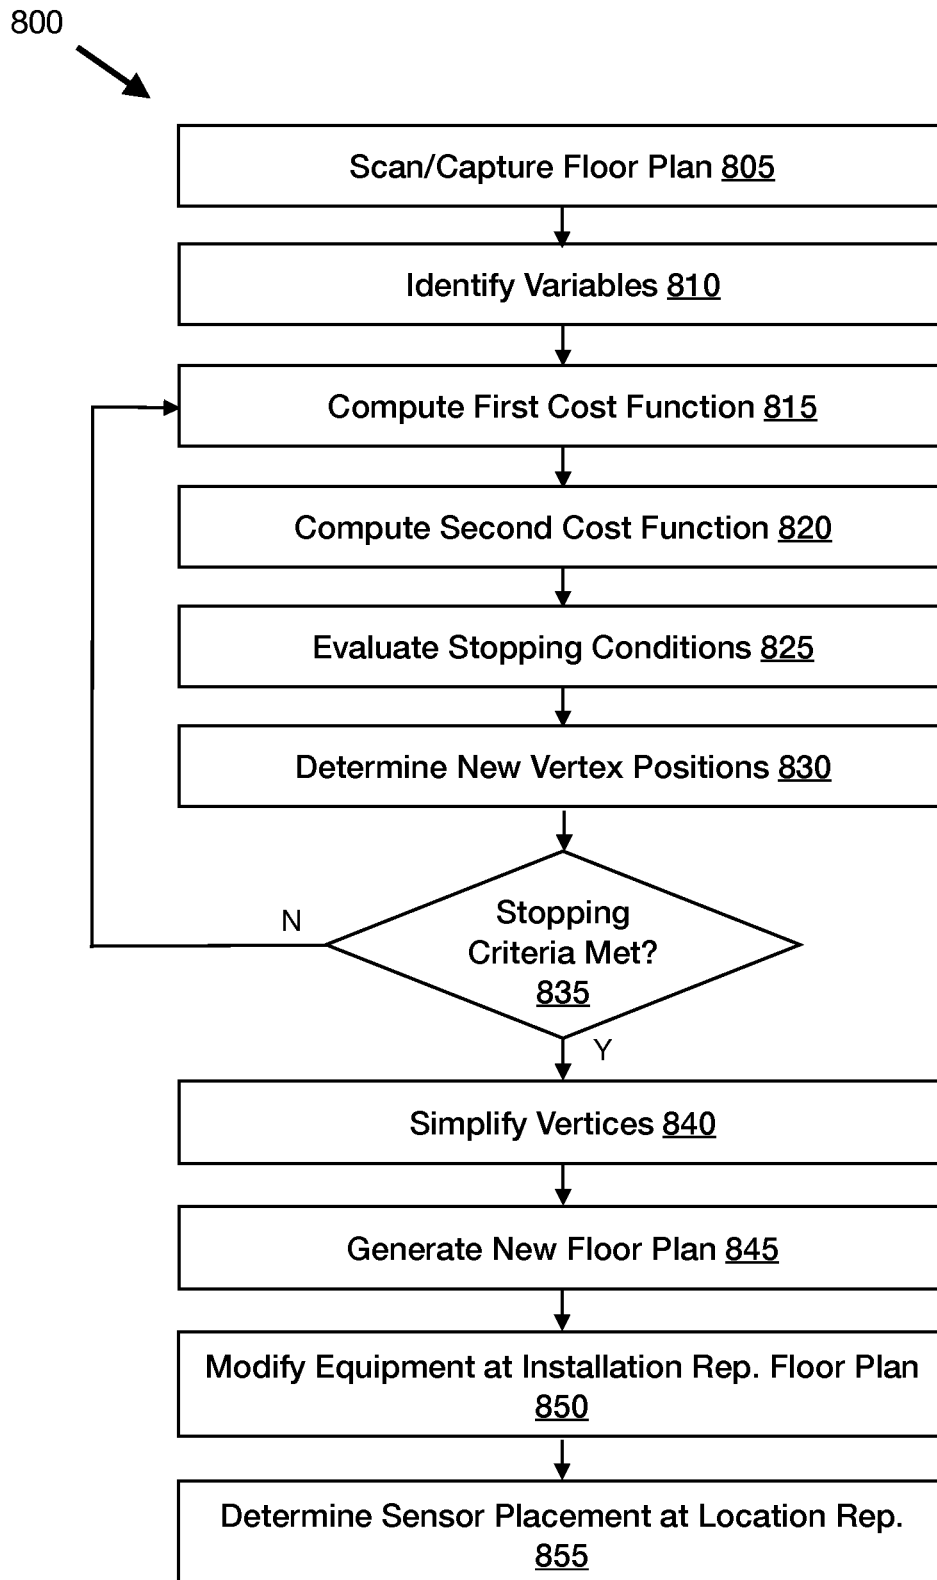 800
Scan/Capture Floor Plan 805
Identify Variables 810
Compute First Cost Function 815
Compute Second Cost Function 820
Evaluate Stopping Conditions 825
Determine New Vertex Positions 830
Stopping
Criteria Met?
835
N
Y
Simplify Vertices 840
Generate New Floor Plan 845
Modify Equipment at Installation Rep. Floor Plan
850
Determine Sensor Placement at Location Rep.
855